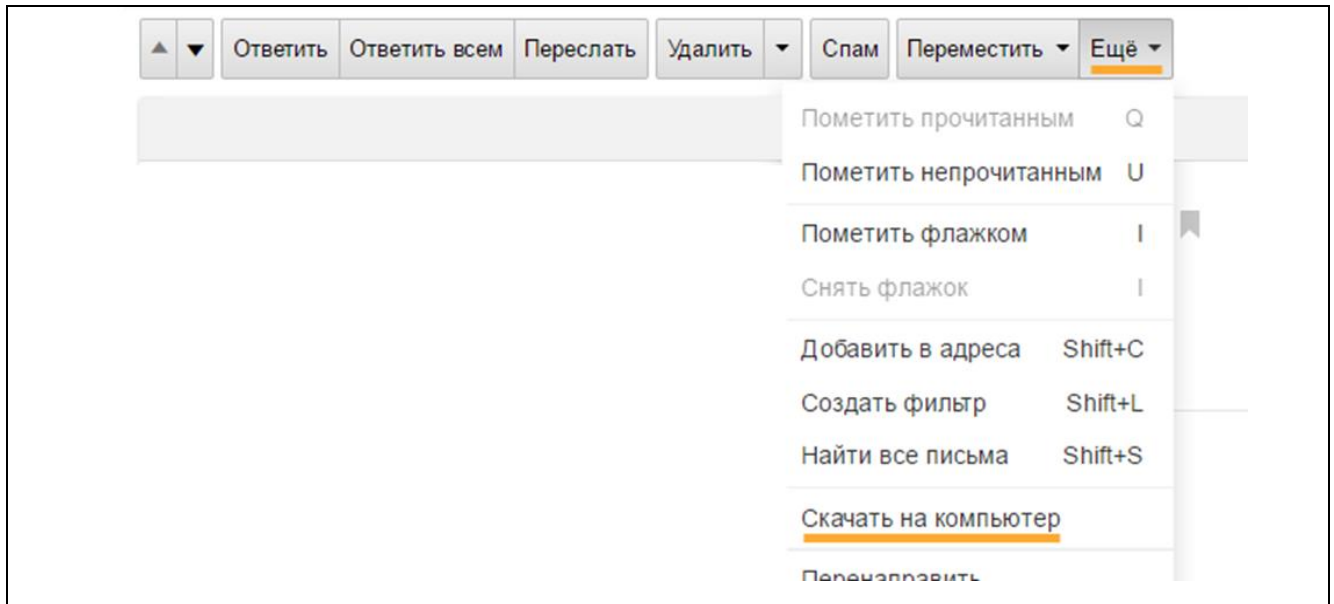 Ответить Ответить всем Переслать Удалить Спам Переместить Ещё
Пометить прочитанным Q
Пометить непрочитанным U
Пометить флажком I
Снять флажок I
Добавить в адреса Shift+C
Создать фильтр Shift+L
Найти все письма Shift+S
Скачать на компьютер
Перенаправить